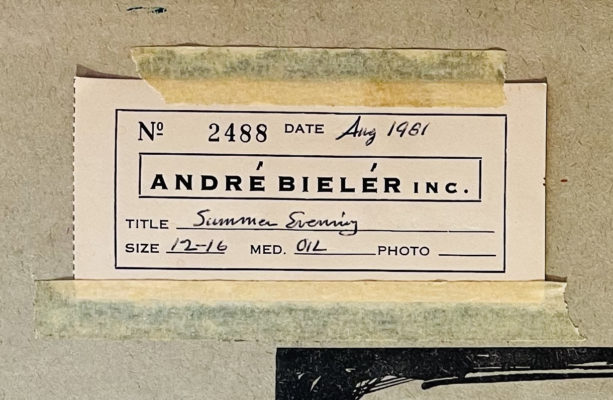 Nº 2488 DATE Aug 1981
ANDRÉ BIELÉR INC.
TITLE Summer Evening
SIZE 12-16 MED. OIL PHOTO